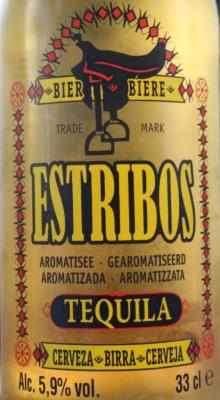 BIER BIERE
TRADE MARK
ESTRIBOS
AROMATISEE · GEAROMATISEERD
AROMATIZADA · AROMATIZZATA
TEQUILA
CERVEZA - BIRRA - CERVEJA
Alc. 5,9% vol. 33 cl e